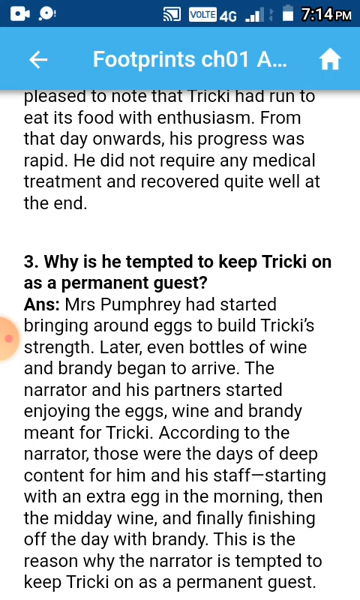 VOLTE 4G 7:14 PM
Footprints ch01 A...
pleased to note that Tricki had run to
eat its food with enthusiasm. From
that day onwards, his progress was
rapid. He did not require any medical
treatment and recovered quite well at
the end.
3. Why is he tempted to keep Tricki on
as a permanent guest?
Ans: Mrs Pumphrey had started
bringing around eggs to build Tricki's
strength. Later, even bottles of wine
and brandy began to arrive. The
narrator and his partners started
enjoying the eggs, wine and brandy
meant for Tricki. According to the
narrator, those were the days of deep
content for him and his staff—starting
with an extra egg in the morning, then
the midday wine, and finally finishing
off the day with brandy. This is the
reason why the narrator is tempted to
keep Tricki on as a permanent guest.